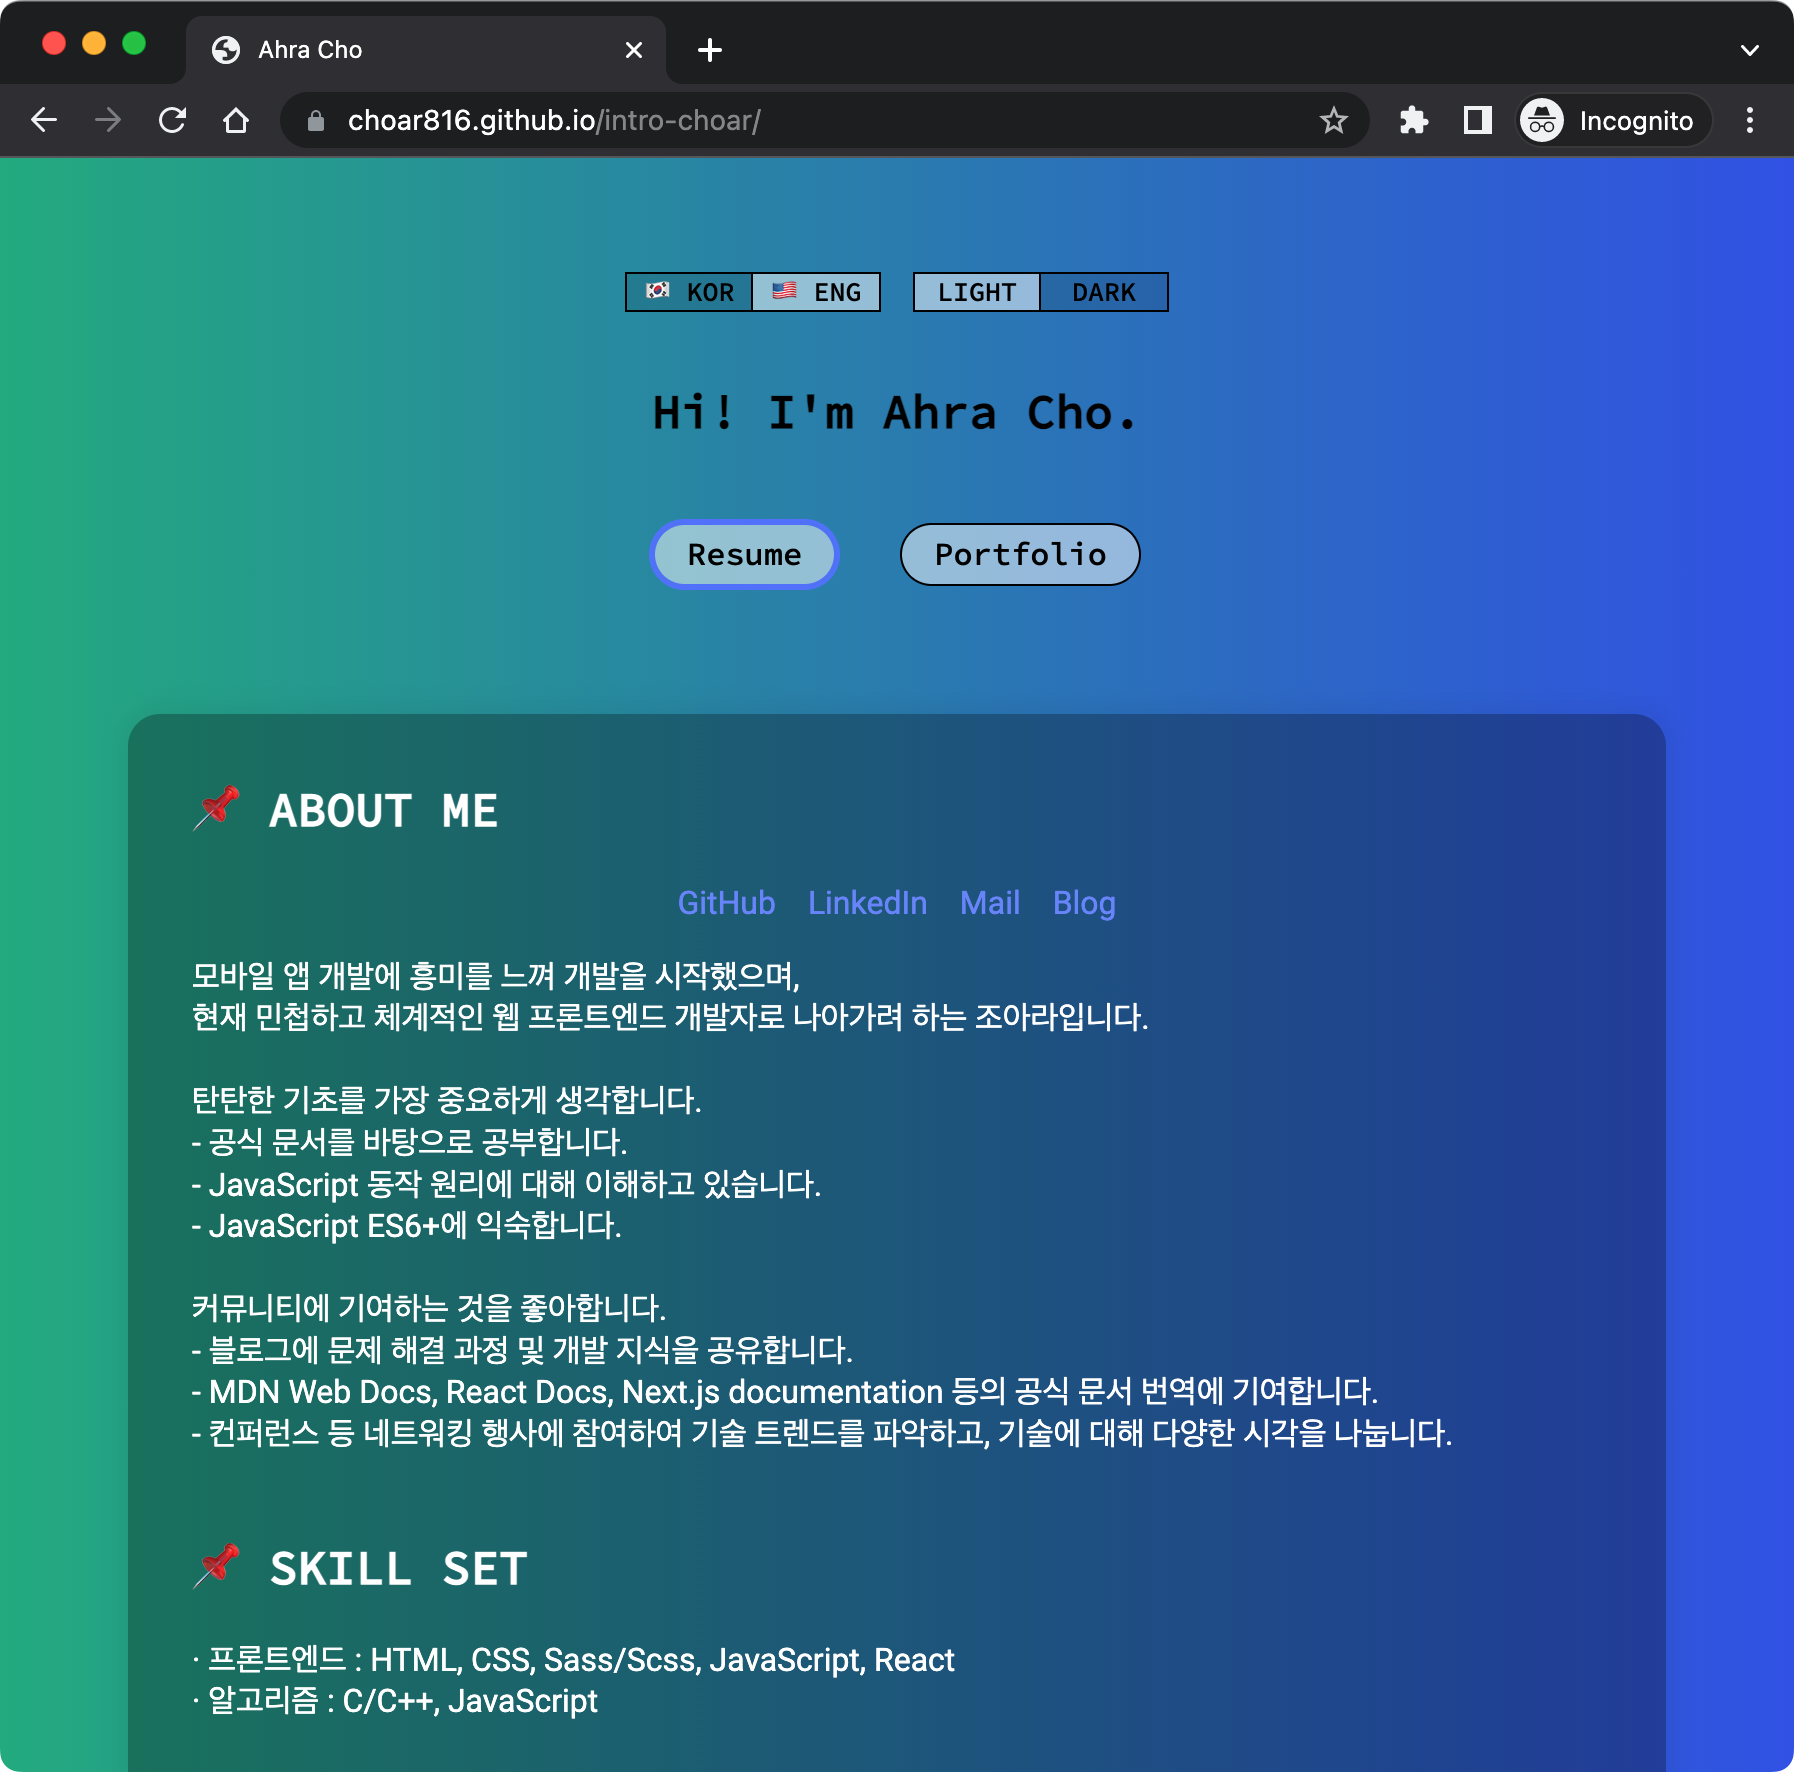 Ahra Cho
choar816.github.io/intro-choar/
Incognito
KOR ENG LIGHT DARK
Hi! I'm Ahra Cho.
Resume Portfolio
ABOUT ME
GitHub LinkedIn Mail Blog
모바일 앱 개발에 흥미를 느껴 개발을 시작했으며,
현재 민첩하고 체계적인 웹 프론트엔드 개발자로 나아가려 하는 조아라입니다.
탄탄한 기초를 가장 중요하게 생각합니다.
- 공식 문서를 바탕으로 공부합니다.
- JavaScript 동작 원리에 대해 이해하고 있습니다.
- JavaScript ES6+에 익숙합니다.
커뮤니티에 기여하는 것을 좋아합니다.
- 블로그에 문제 해결 과정 및 개발 지식을 공유합니다.
- MDN Web Docs, React Docs, Next.js documentation 등의 공식 문서 번역에 기여합니다.
- 컨퍼런스 등 네트워킹 행사에 참여하여 기술 트렌드를 파악하고, 기술에 대해 다양한 시각을 나눕니다.
SKILL SET
· 프론트엔드 : HTML, CSS, Sass/Scss, JavaScript, React
· 알고리즘 : C/C++, JavaScript